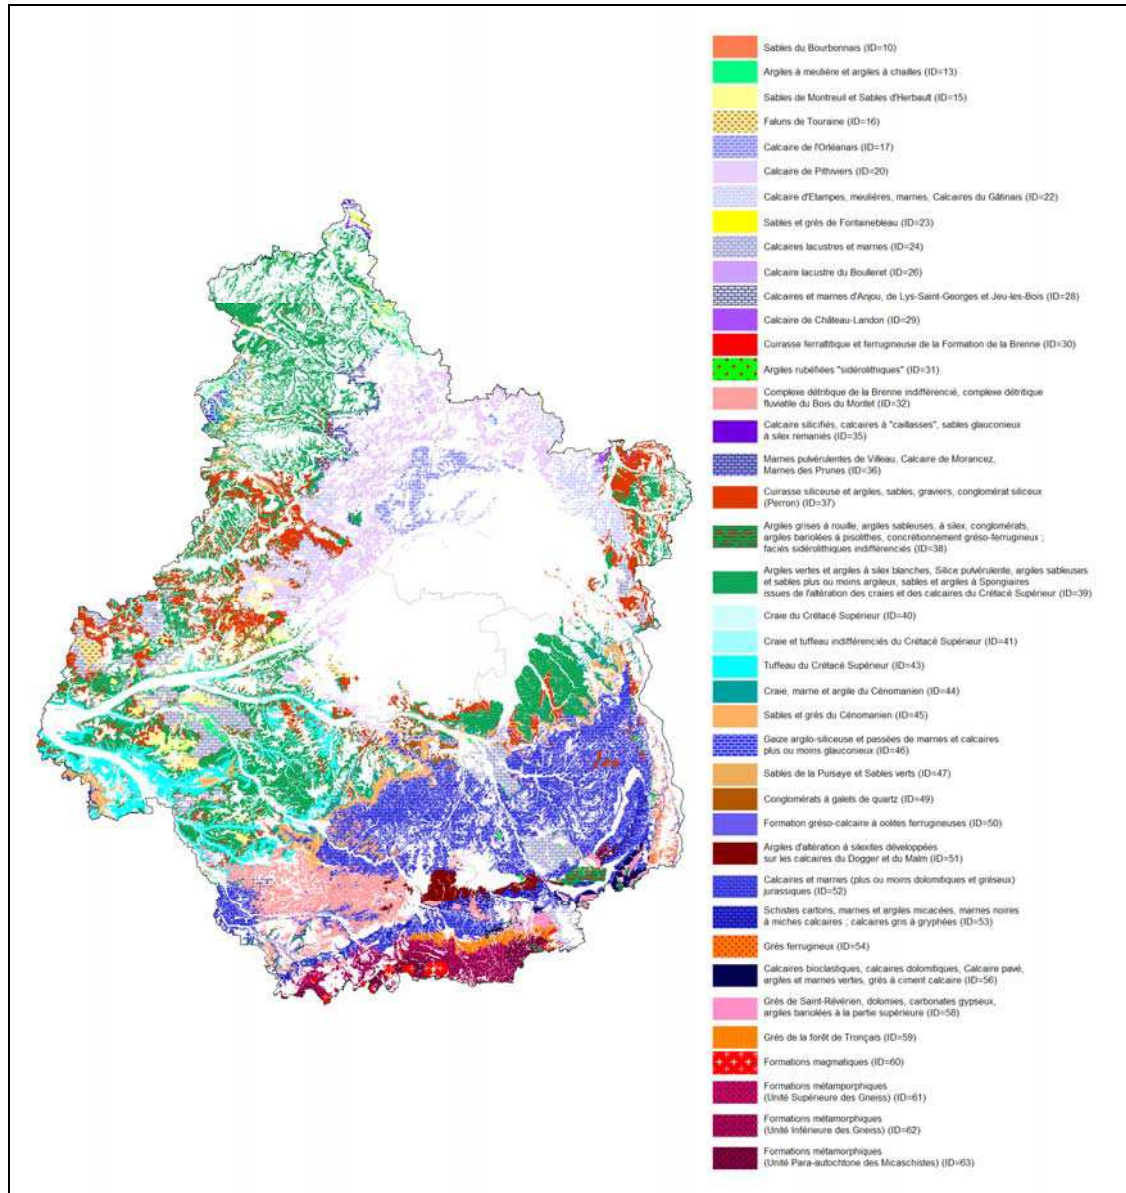 Sables du Bourbonnais (ID=10)
Argiles à meulière et argiles à chailles (ID=13)
Sables de Montreuil et Sables d'Herbault (ID=15)
Faluns de Touraine (ID=16)
Calcaire de l'Orléanais (ID=17)
Calcaire de Pithiviers (ID=20)
Calcaire d'Etampes, meulières, marnes, Calcaires du Gâtinais (ID=22)
Sables et grès de Fontainebleau (ID=23)
Calcaires lacustres et marnes (ID=24)
Calcaire lacustre du Boulleret (ID=26)
Calcaires et marnes d'Anjou, de Lys-Saint-Georges et Jeu-les-Bois (ID=28)
Calcaire de Château-Landon (ID=29)
Cuirasse ferralitique et ferrugineuse de la Formation de la Brenne (ID=30)
Argiles rubéfiées "sidérolithiques" (ID=31)
Complexe détritique de la Brenne indifférencié, complexe détritique
fluviatile du Bois du Montet (ID=32)
Calcaire silicifiés, calcaires à "caillasses", sables glauconieux
à silex remaniés (ID=35)
Marnes pulvérulentes de Villeau, Calcaire de Morancez,
Marnes des Prunes (ID=36)
Cuirasse siliceuse et argiles, sables, graviers, conglomérat siliceux
(Perron) (ID=37)
Argiles grises à rouille, argiles sableuses, à silex, conglomérats,
argiles bariolées à pisolithes, concrétionnement gréso-ferrugineux ;
faciès sidérolithiques indifférenciés (ID=38)
Argiles vertes et argiles à silex blanches, Silice pulvérulente, argiles sableuses
et sables plus ou moins argileux, sables et argiles à Spongiaires
issues de l'altération des craies et des calcaires du Crétacé Supérieur (ID=39)
Craie du Crétacé Supérieur (ID=40)
Craie et tuffeau indifférenciés du Crétacé Supérieur (ID=41)
Tuffeau du Crétacé Supérieur (ID=43)
Craie, marne et argile du Cénomanien (ID=44)
Sables et grès du Cénomanien (ID=45)
Gaize argilo-siliceuse et passées de marnes et calcaires
plus ou moins glauconieux (ID=46)
Sables de la Puisaye et Sables verts (ID=47)
Conglomérats à galets de quartz (ID=49)
Formation gréso-calcaire à oolites ferrugineuses (ID=50)
Argiles d'altération à silexites développées
sur les calcaires du Dogger et du Malm (ID=51)
Calcaires et marnes (plus ou moins dolomitiques et gréseux)
jurassiques (ID=52)
Schistes cartons, marnes et argiles micacées, marnes noires
à miches calcaires ; calcaires gris à gryphées (ID=53)
Grès ferrugineux (ID=54)
Calcaires bioclastiques, calcaires dolomitiques, Calcaire pavé,
argiles et marnes vertes, grès à ciment calcaire (ID=56)
Grès de Saint-Révérien, dolomies, carbonates gypseux,
argiles bariolées à la partie supérieure (ID=58)
Grès de la forêt de Tronçais (ID=59)
Formations magmatiques (ID=60)
Formations métamporphiques
(Unité Supérieure des Gneiss) (ID=61)
Formations métamorphiques
(Unité Inférieure des Gneiss) (ID=62)
Formations métamorphiques
(Unité Para-autochtone des Micaschistes) (ID=63)